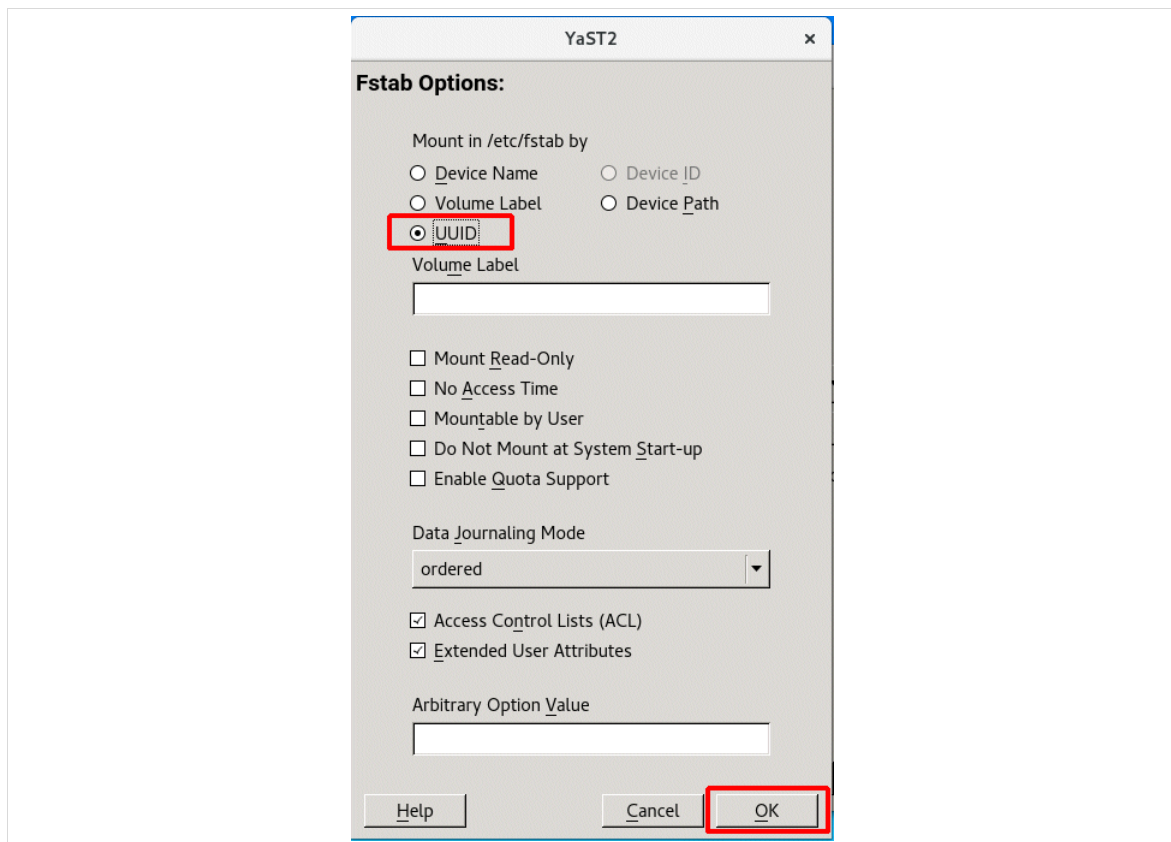 YaST2 ×
Fstab Options:
Mount in /etc/fstab by
Device Name Device ID
Volume Label Device Path
UUID
Volume Label
Mount Read-Only
No Access Time
Mountable by User
Do Not Mount at System Start-up
Enable Quota Support
Data Journaling Mode
ordered
Access Control Lists (ACL)
Extended User Attributes
Arbitrary Option Value
Help Cancel OK